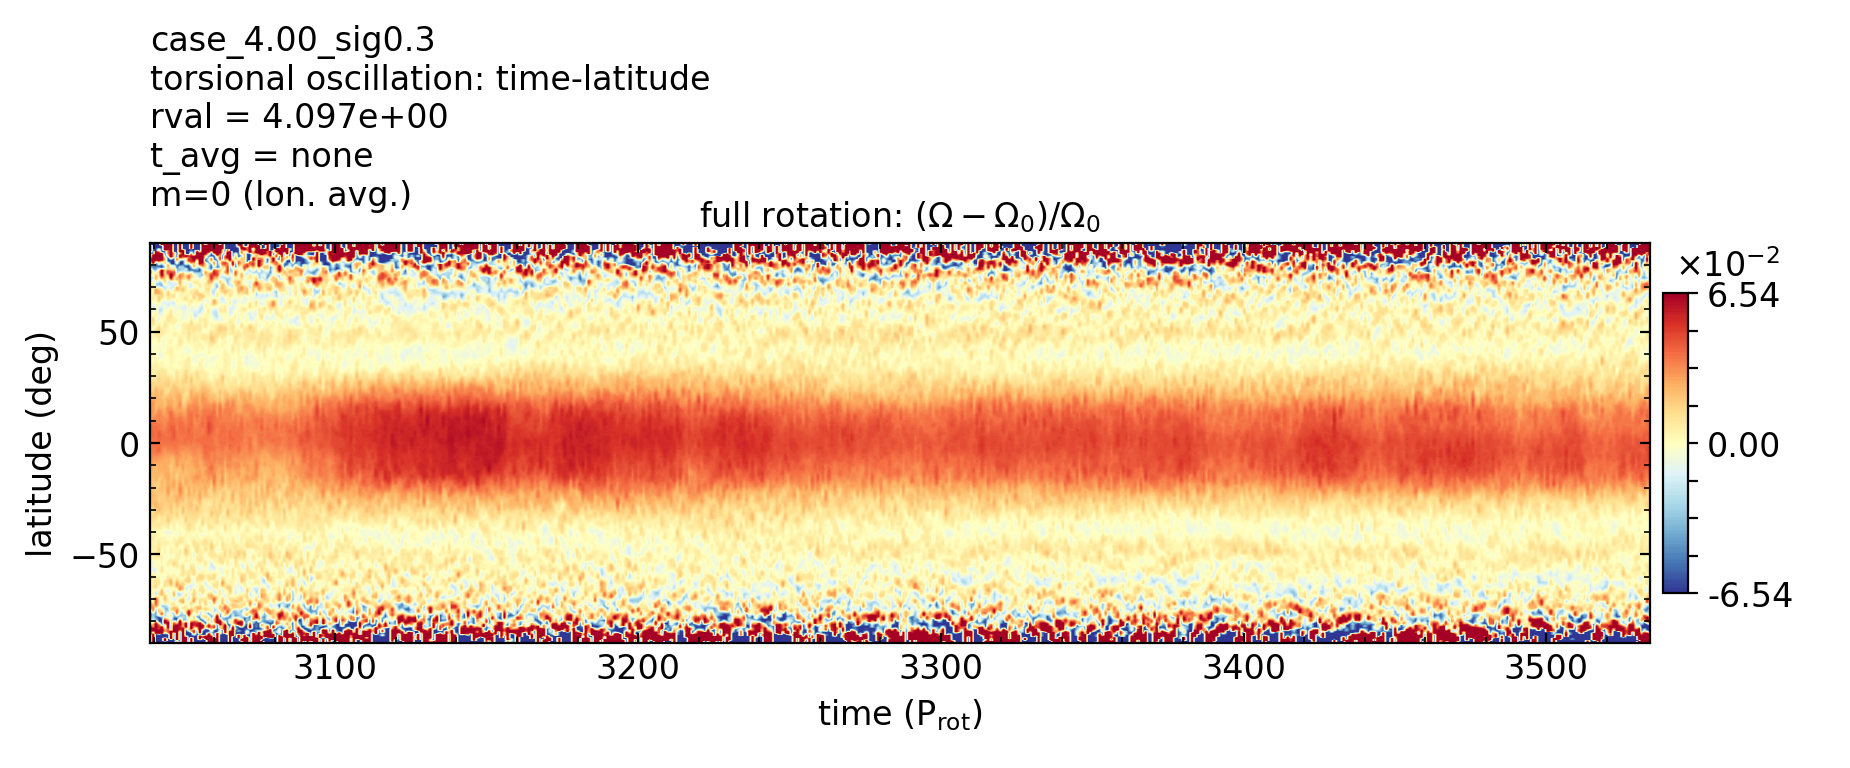 case_4.00_sig0.3
torsional oscillation: time-latitude
rval = 4.097e+00
t_avg = none
m=0 (lon. avg.)
full rotation: (Ω − Ω₀)/Ω₀
×10⁻²
6.54
0.00
-6.54
latitude (deg)
50
0
−50
3100
3200
3300
3400
3500
time (P_rot)